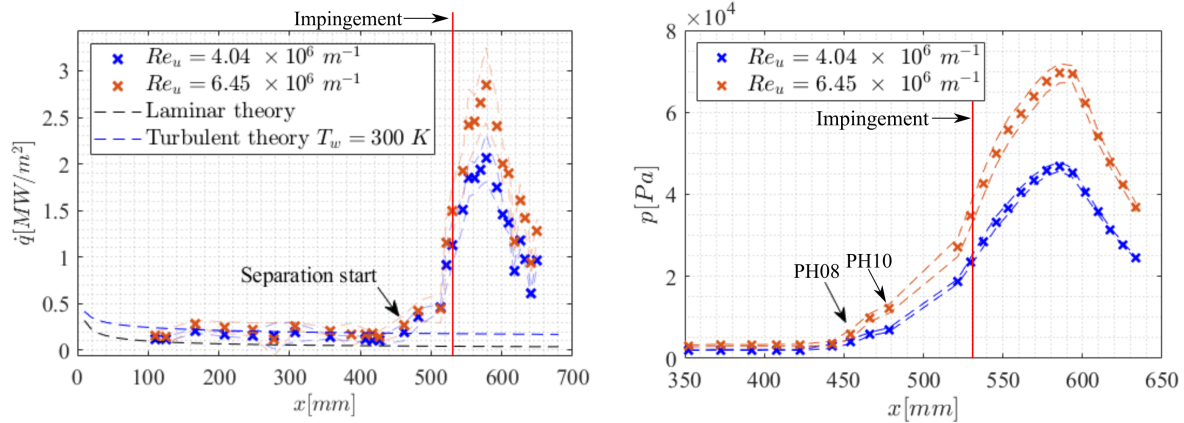 Impingement
Re_u = 4.04 × 10^6 m^−1
Re_u = 6.45 × 10^6 m^−1
Laminar theory
Turbulent theory T_w = 300 K
Separation start
q̇[MW/m^2]
3
2.5
2
1.5
1
0.5
0
0 100 200 300 400 500 600 700
x[mm]
×10^4
Re_u = 4.04 × 10^6 m^−1
Re_u = 6.45 × 10^6 m^−1
Impingement
PH08
PH10
p[Pa]
8
6
4
2
0
350 400 450 500 550 600 650
x[mm]